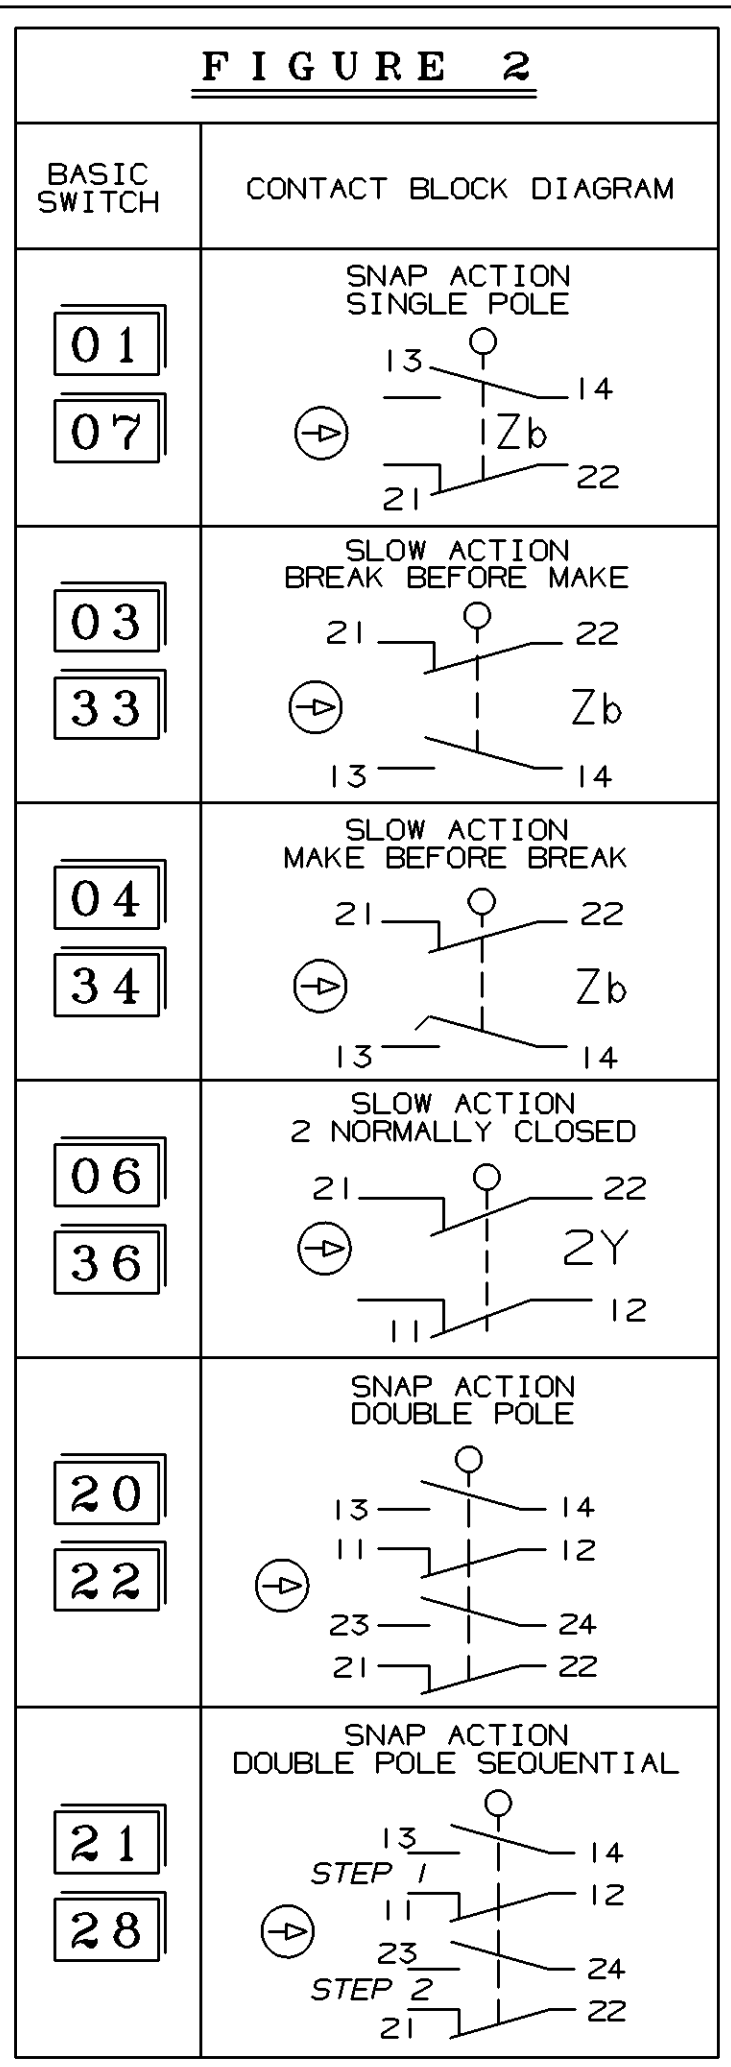 FIGURE 2
BASIC
SWITCH
CONTACT BLOCK DIAGRAM
01
07
SNAP ACTION
SINGLE POLE
13
14
Zb
21
22
03
33
SLOW ACTION
BREAK BEFORE MAKE
21
22
Zb
13
14
04
34
SLOW ACTION
MAKE BEFORE BREAK
21
22
Zb
13
14
06
36
SLOW ACTION
2 NORMALLY CLOSED
21
22
2Y
11
12
20
22
SNAP ACTION
DOUBLE POLE
13
14
11
12
23
24
21
22
21
28
SNAP ACTION
DOUBLE POLE SEQUENTIAL
13
14
STEP 1
11
12
23
24
STEP 2
21
22